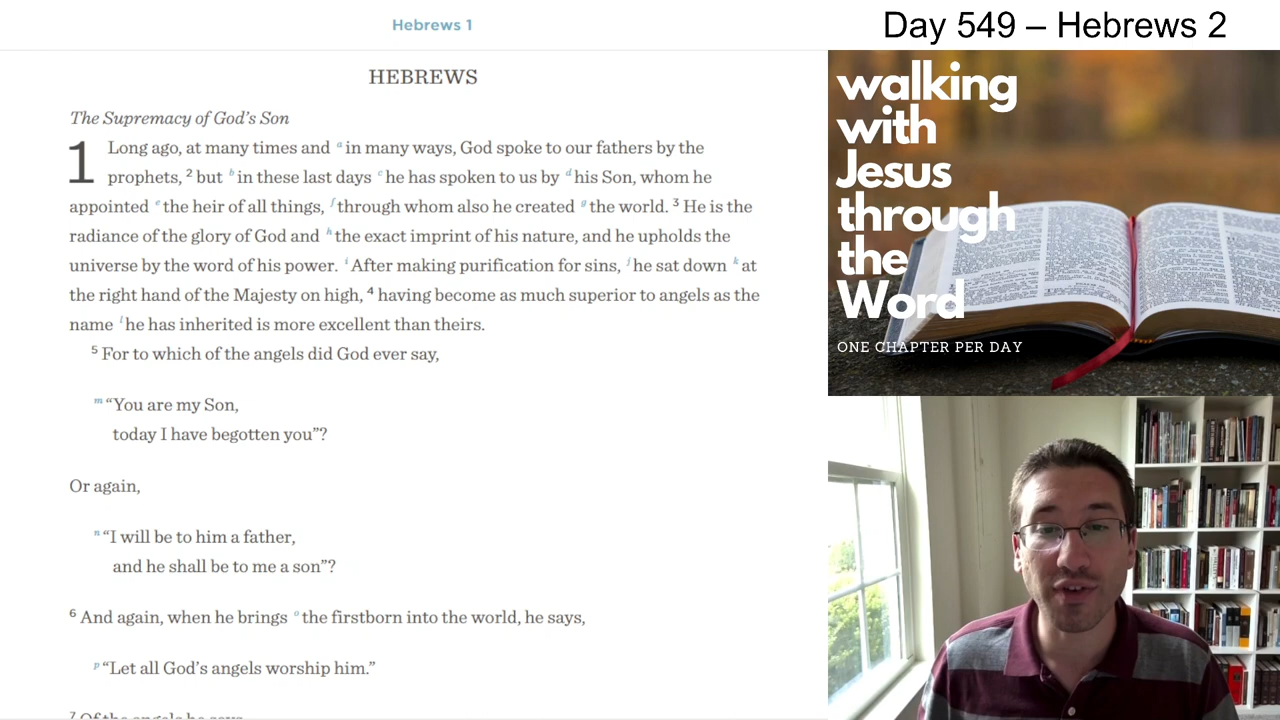 Hebrews 1
HEBREWS
The Supremacy of God's Son
1 Long ago, at many times and a in many ways, God spoke to our fathers by the
prophets, 2 but b in these last days c he has spoken to us by d his Son, whom he
appointed e the heir of all things, f through whom also he created g the world. 3 He is the
radiance of the glory of God and h the exact imprint of his nature, and he upholds the
universe by the word of his power. i After making purification for sins, j he sat down k at
the right hand of the Majesty on high, 4 having become as much superior to angels as the
name l he has inherited is more excellent than theirs.
5 For to which of the angels did God ever say,
m “You are my Son,
today I have begotten you”?
Or again,
n “I will be to him a father,
and he shall be to me a son”?
6 And again, when he brings o the firstborn into the world, he says,
p “Let all God's angels worship him.”
7 Of the angels he says
Day 549 – Hebrews 2
walking
with
Jesus
through
the
Word
ONE CHAPTER PER DAY